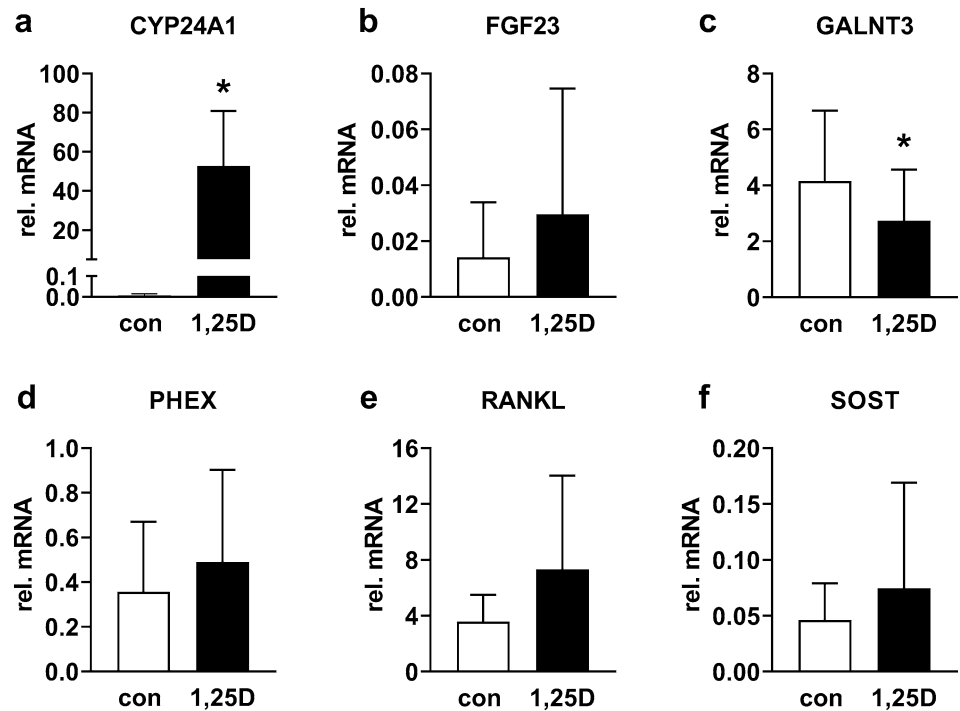 a CYP24A1
rel. mRNA
100
80
60
40
20
0.1
0.0
*
con 1,25D
b FGF23
rel. mRNA
0.08
0.06
0.04
0.02
0.00
con 1,25D
c GALNT3
rel. mRNA
8
6
4
2
0
*
con 1,25D
d PHEX
rel. mRNA
1.0
0.8
0.6
0.4
0.2
0.0
con 1,25D
e RANKL
rel. mRNA
16
12
8
4
0
con 1,25D
f SOST
rel. mRNA
0.20
0.15
0.10
0.05
0.00
con 1,25D